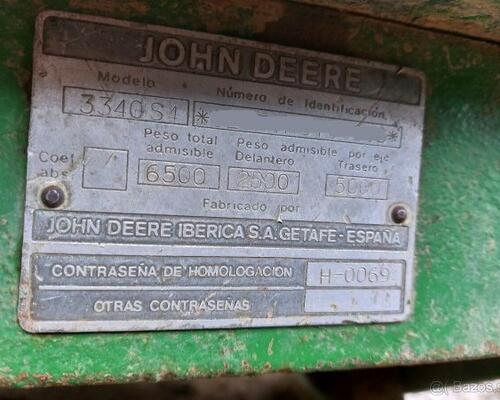 JOHN DEERE
Modelo Número de Identificación
3340S4 * *
Peso total Peso admisible por eje
Coef admisible Delantero Trasero
abs 6500 2500 5000
Fabricado por
JOHN DEERE IBERICA S.A. GETAFE - ESPAÑA
CONTRASEÑA DE HOMOLOGACION H-0069
OTRAS CONTRASEÑAS